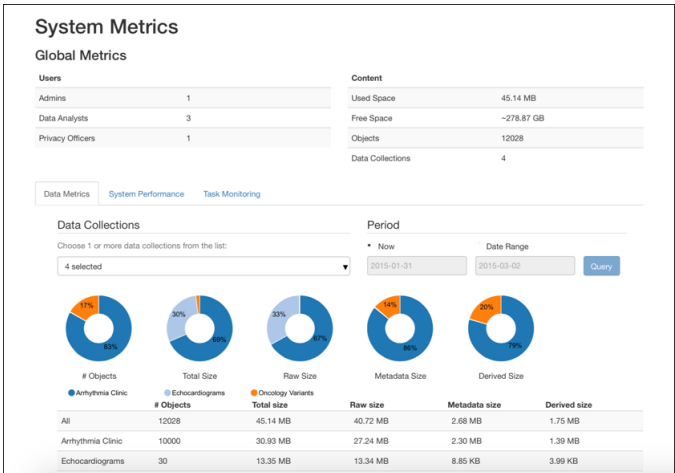 System Metrics
Global Metrics
Users Content
Admins 1 Used Space 45.14 MB
Data Analysts 3 Free Space ~278.87 GB
Privacy Officers 1 Objects 12028
Data Collections 4
Data Metrics System Performance Task Monitoring
Data Collections Period
Choose 1 or more data collections from the list: Now Date Range
4 selected 2015-01-31 2015-03-02 Query
17% 83% 30% 69% 33% 67% 14% 86% 20% 79%
# Objects Total Size Raw Size Metadata Size Derived Size
Arrhythmia Clinic Echocardiograms Oncology Variants
# Objects Total size Raw size Metadata size Derived size
All 12028 45.14 MB 40.72 MB 2.68 MB 1.75 MB
Arrhythmia Clinic 10000 30.93 MB 27.24 MB 2.30 MB 1.39 MB
Echocardiograms 30 13.35 MB 13.34 MB 8.85 KB 3.99 KB